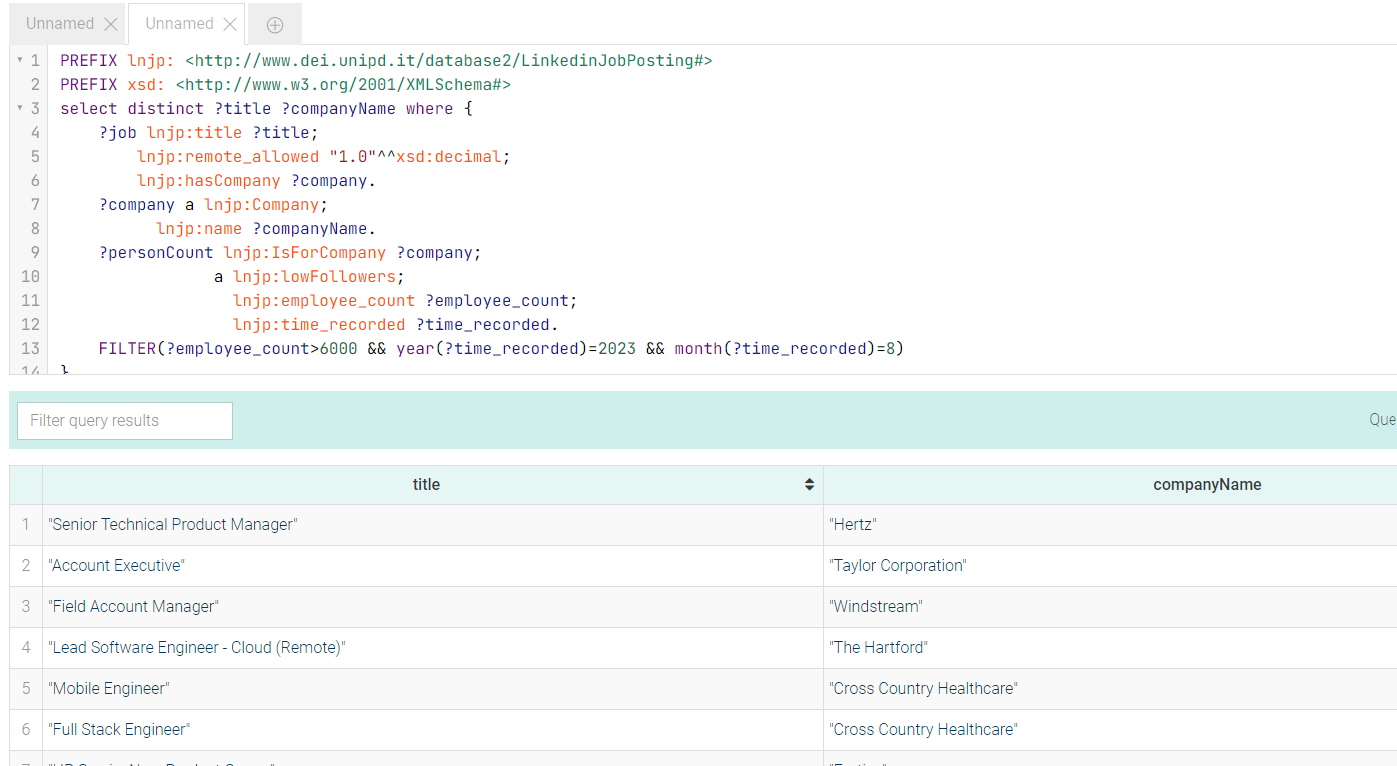 Unnamed
Unnamed
1 PREFIX lnjp: <http://www.dei.unipd.it/database2/LinkedinJobPosting#>
2 PREFIX xsd: <http://www.w3.org/2001/XMLSchema#>
3 select distinct ?title ?companyName where {
4 ?job lnjp:title ?title;
5 lnjp:remote_allowed "1.0"^^xsd:decimal;
6 lnjp:hasCompany ?company.
7 ?company a lnjp:Company;
8 lnjp:name ?companyName.
9 ?personCount lnjp:IsForCompany ?company;
10 a lnjp:lowFollowers;
11 lnjp:employee_count ?employee_count;
12 lnjp:time_recorded ?time_recorded.
13 FILTER(?employee_count>6000 && year(?time_recorded)=2023 && month(?time_recorded)=8)
14 }
Filter query results
Que
title companyName
1 "Senior Technical Product Manager" "Hertz"
2 "Account Executive" "Taylor Corporation"
3 "Field Account Manager" "Windstream"
4 "Lead Software Engineer - Cloud (Remote)" "The Hartford"
5 "Mobile Engineer" "Cross Country Healthcare"
6 "Full Stack Engineer" "Cross Country Healthcare"